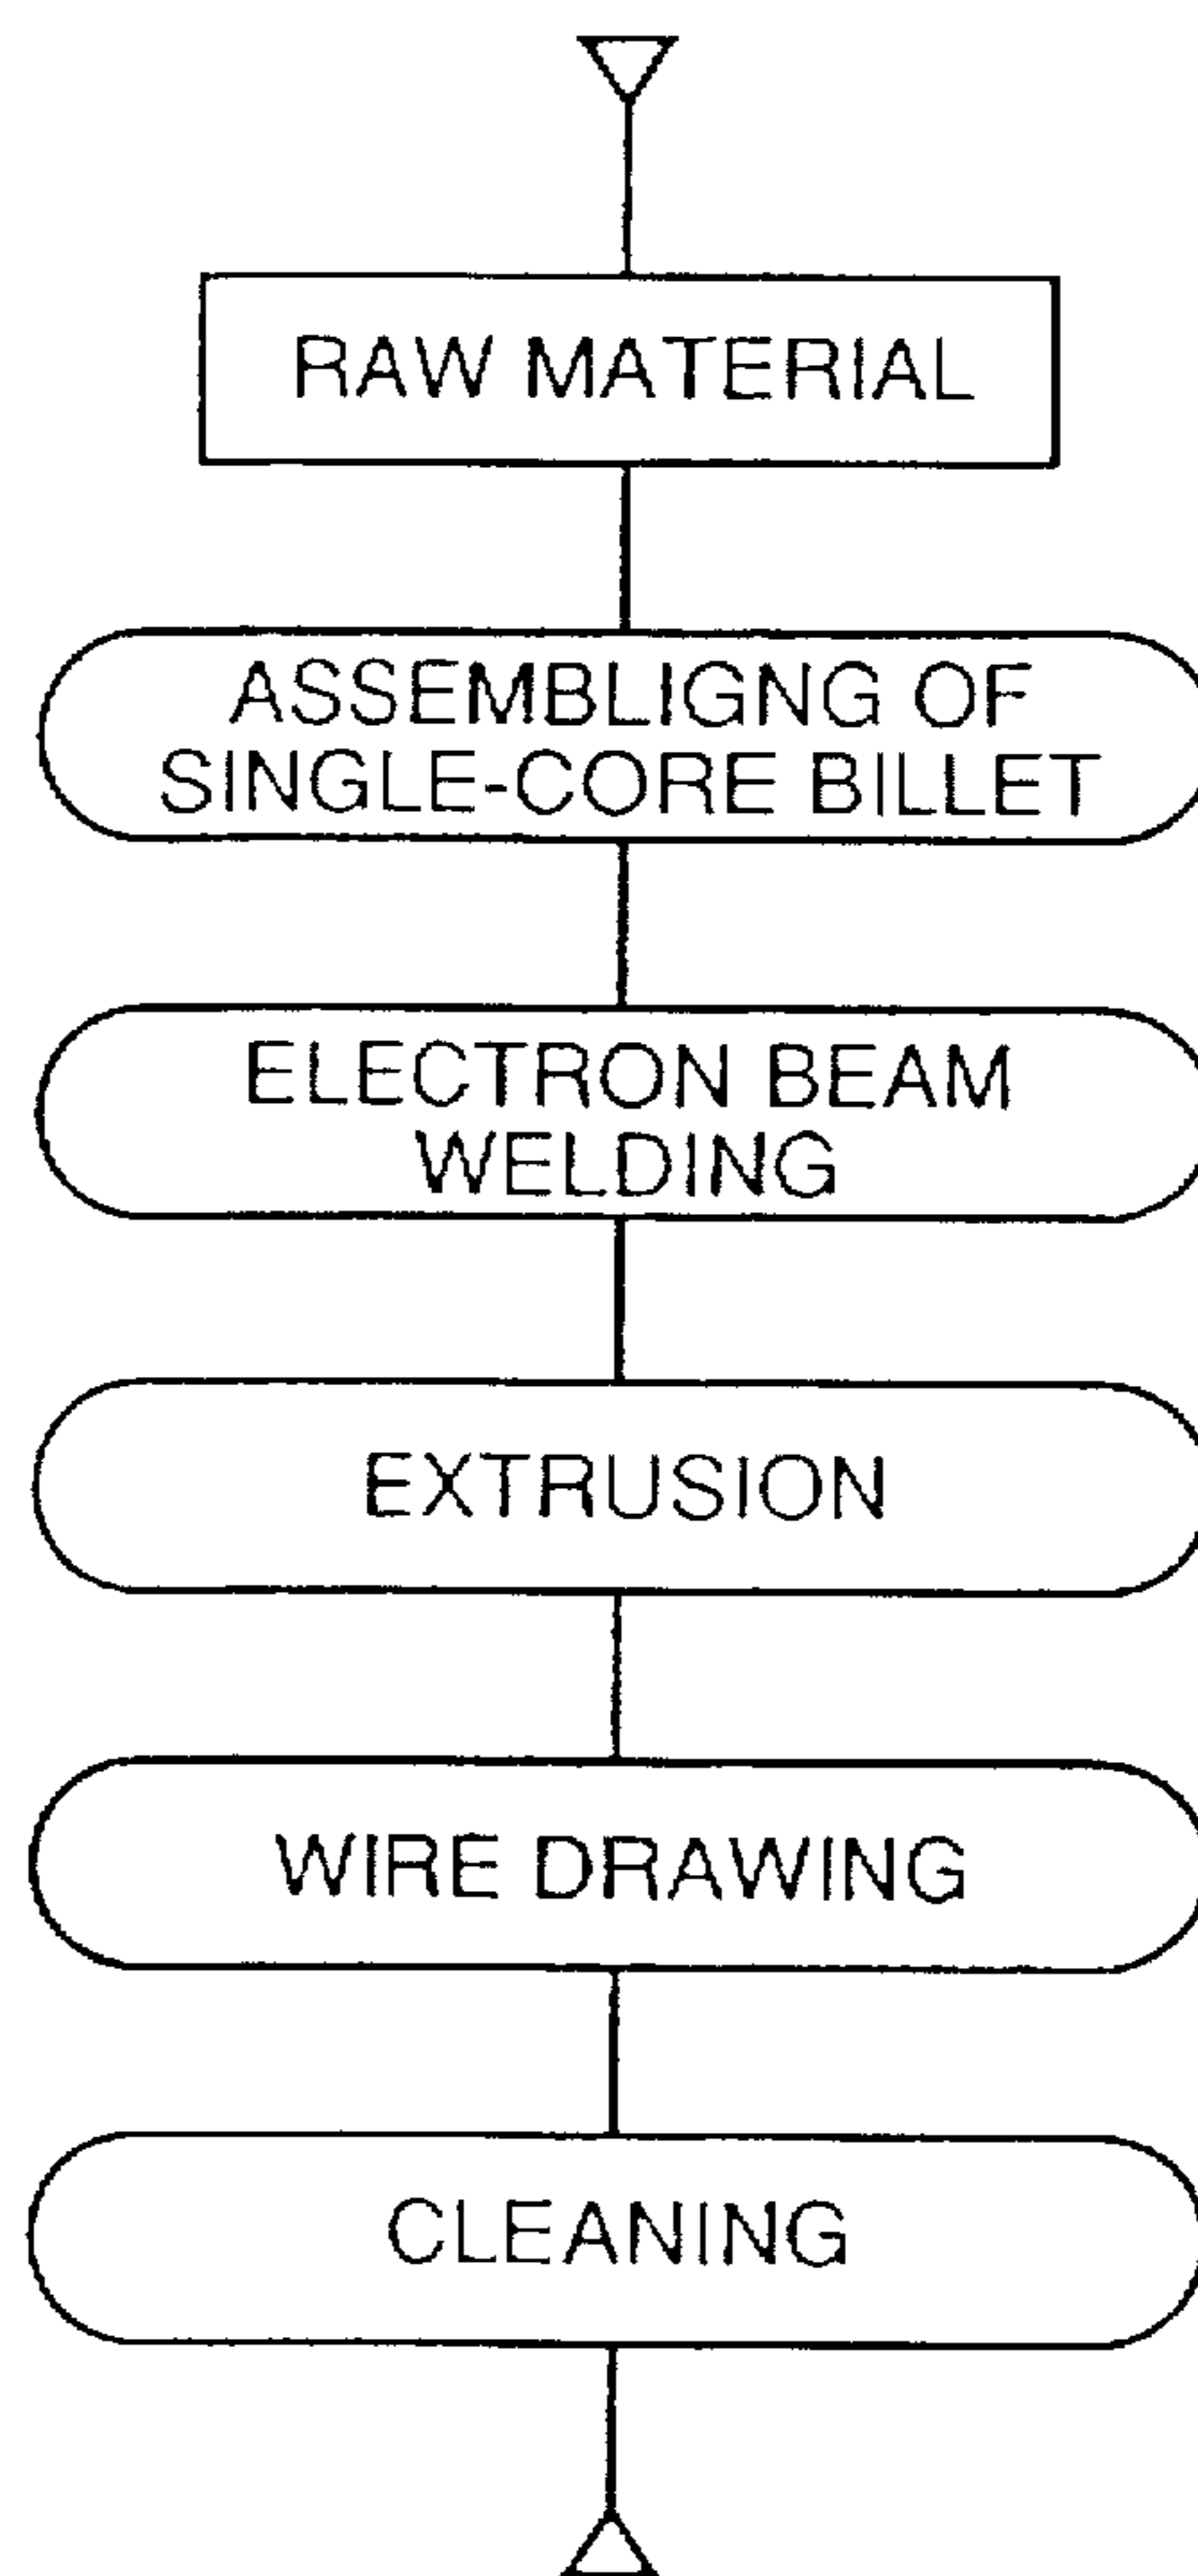 RAW MATERIAL
ASSEMBLIGNG OF
SINGLE-CORE BILLET
ELECTRON BEAM
WELDING
EXTRUSION
WIRE DRAWING
CLEANING